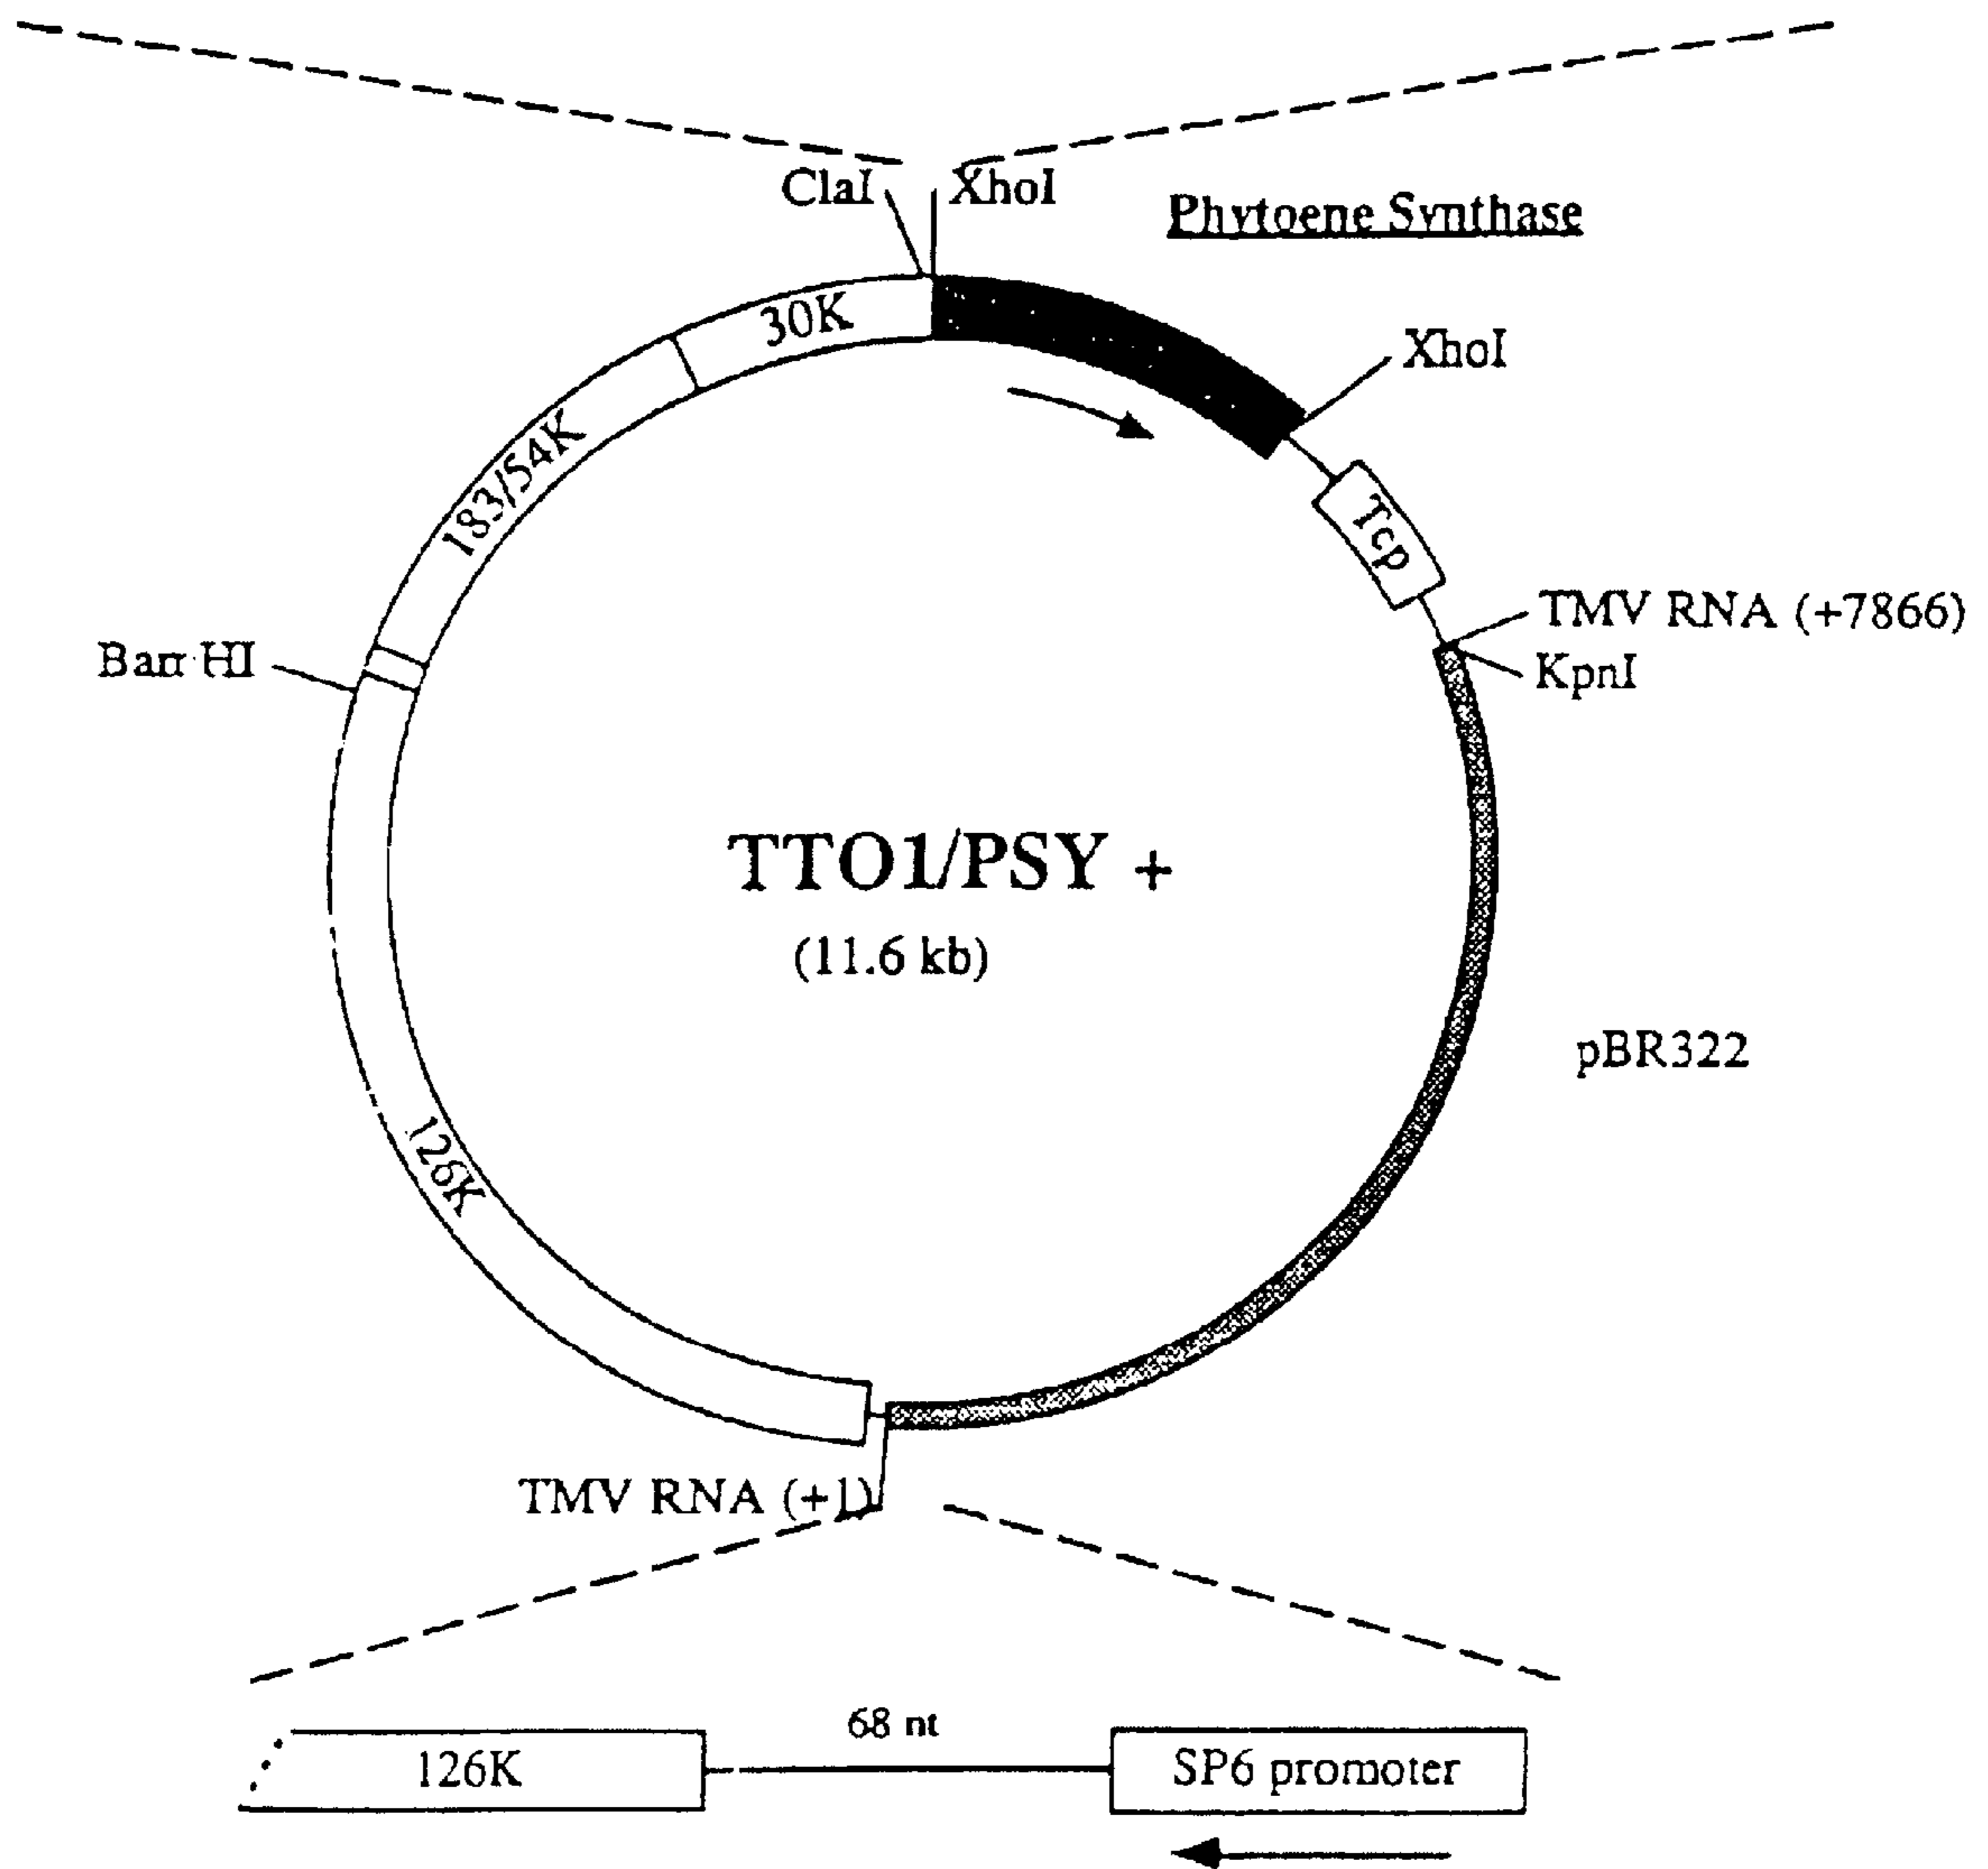 ClaI
XhoI
Phytoene Synthase
30K
XhoI
183/54K
Tcp
TMV RNA (+7866)
KpnI
Bam HI
TTO1/PSY +
(11.6 kb)
pBR322
126K
TMV RNA (+1)
68 nt
126K
SP6 promoter